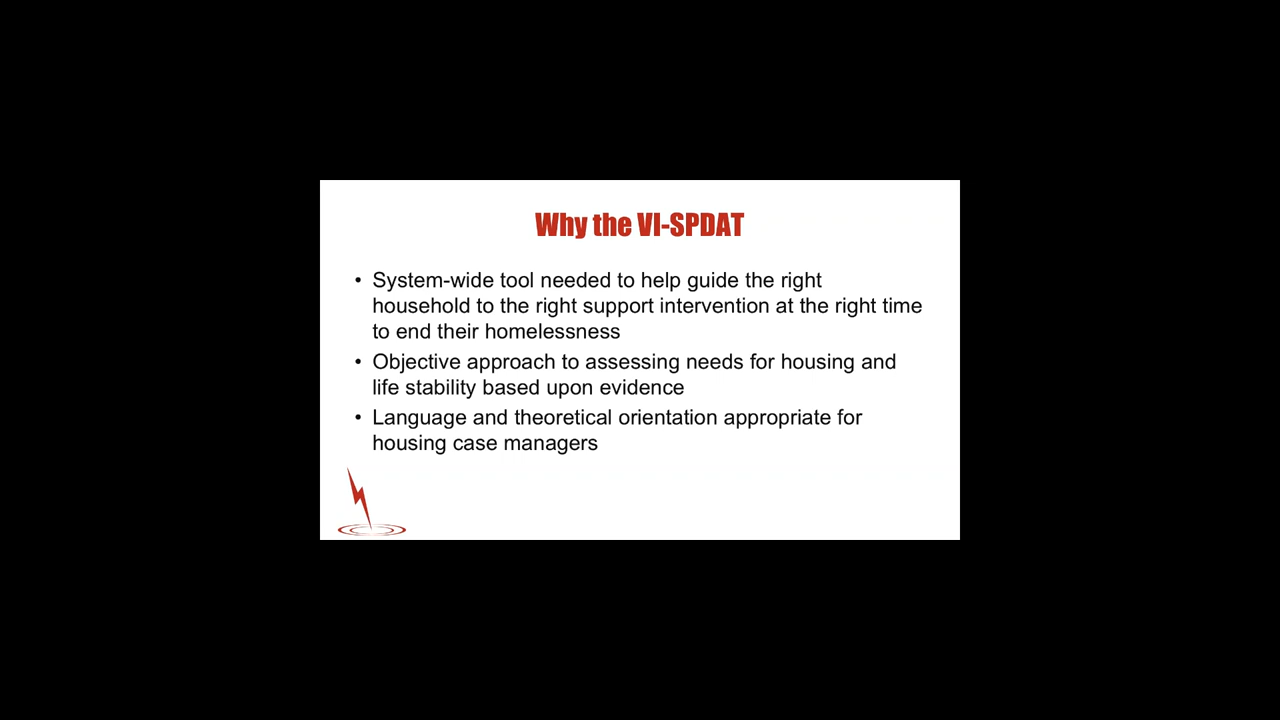 Why the VI-SPDAT
• System-wide tool needed to help guide the right
household to the right support intervention at the right time
to end their homelessness
• Objective approach to assessing needs for housing and
life stability based upon evidence
• Language and theoretical orientation appropriate for
housing case managers